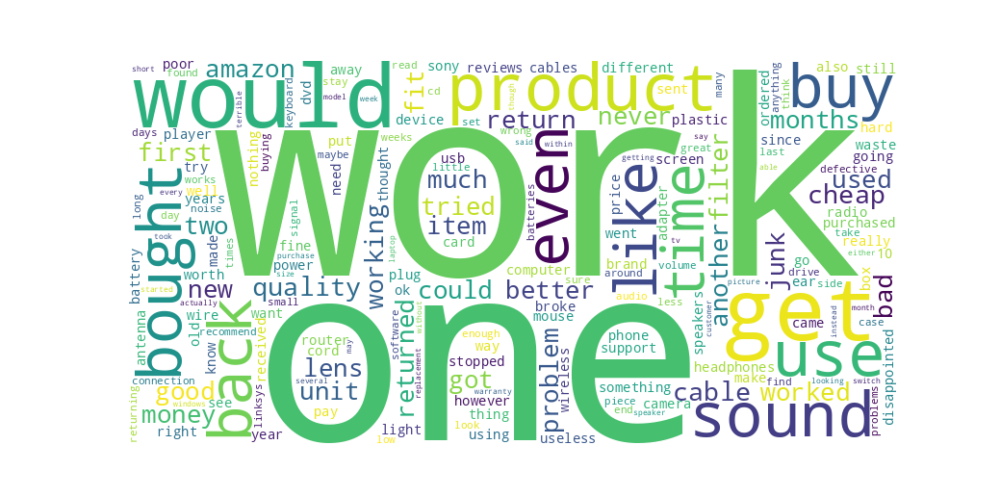 short
poor
found
amazon
away
read
sony
reviews
cables
different
also
still
would
terrible
keyboard
dvd
stay
model
week
fit
cd
product
though
sent
many
buy
anything
think
ordered
device
set
return
never
plastic
months
hard
days
player
first
nothing
buying
put
weeks
maybe
wrong
said
within
even
say
great
since
last
waste
going
work
try
works
every
years
well
need
thought
usb
little
much
tried
item
card
batteries
getting
screen
like
price
time
adapter
filter
able
defective
used
cheap
radio
purchased
long
day
noise
bought
two
took
signal
times
made
fine
purchase
size
power
working
laptop
plug
ok
went
tv
brand
around
volume
another
take
really
either
10
junk
go
drive
ear
side
box
battery
worth
new
actually
small
quality
could
computer
sure
better
audio
less
picture
bad
started
wire
want
antenna
old
know
recommend
back
received
software
without
broke
mouse
phone
support
speakers
customer
get
came
instead
month
case
one
router
cord
may
lens
several
unit
pay
returned
replacement
enough
way
stopped
got
warranty
however
look
thing
problem
wireless
headphones
make
find
looking
switch
use
disappointed
connection
good
windows
see
money
returning
right
linksys
year
low
light
using
useless
something
piece
camera
end
speaker
cable
worked
sound
problems